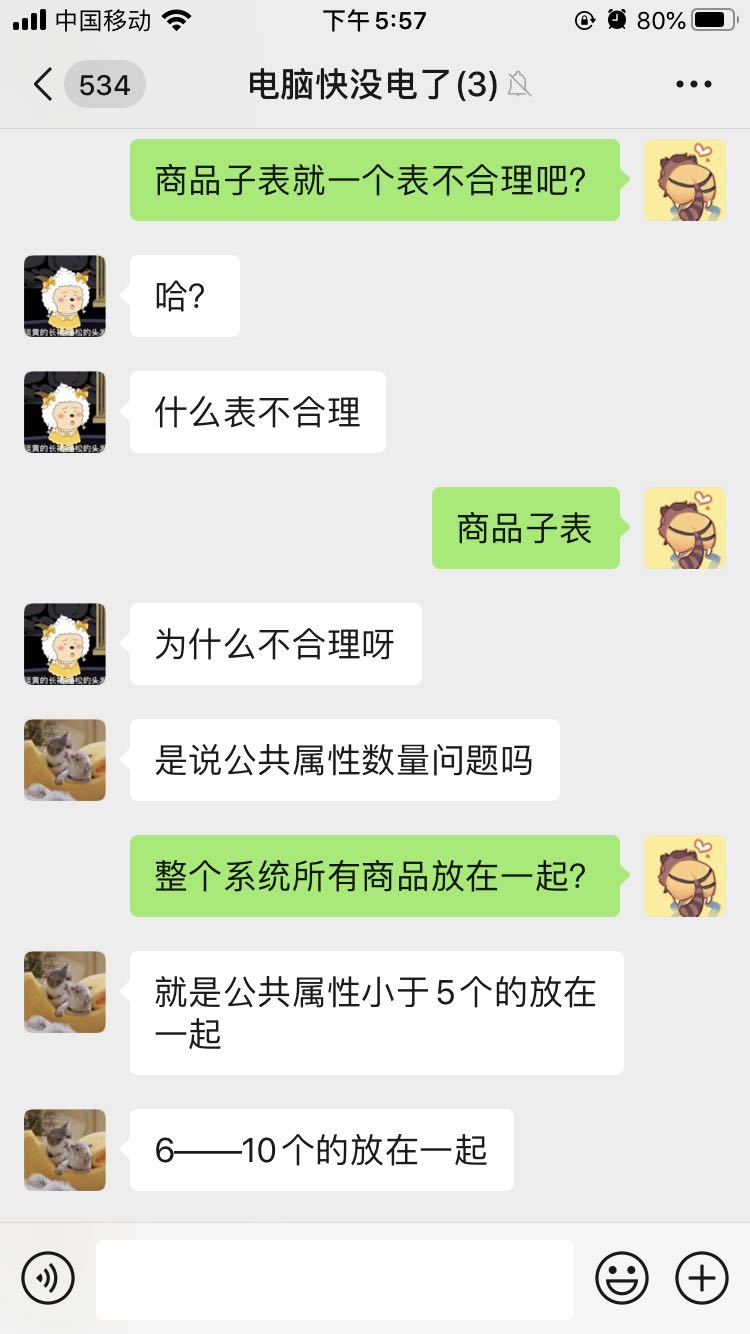 中国移动 下午5:57 80%
534 电脑快没电了(3)
商品子表就一个表不合理吧?
哈?
什么表不合理
商品子表
为什么不合理呀
是说公共属性数量问题吗
整个系统所有商品放在一起?
就是公共属性小于5个的放在
一起
6——10个的放在一起